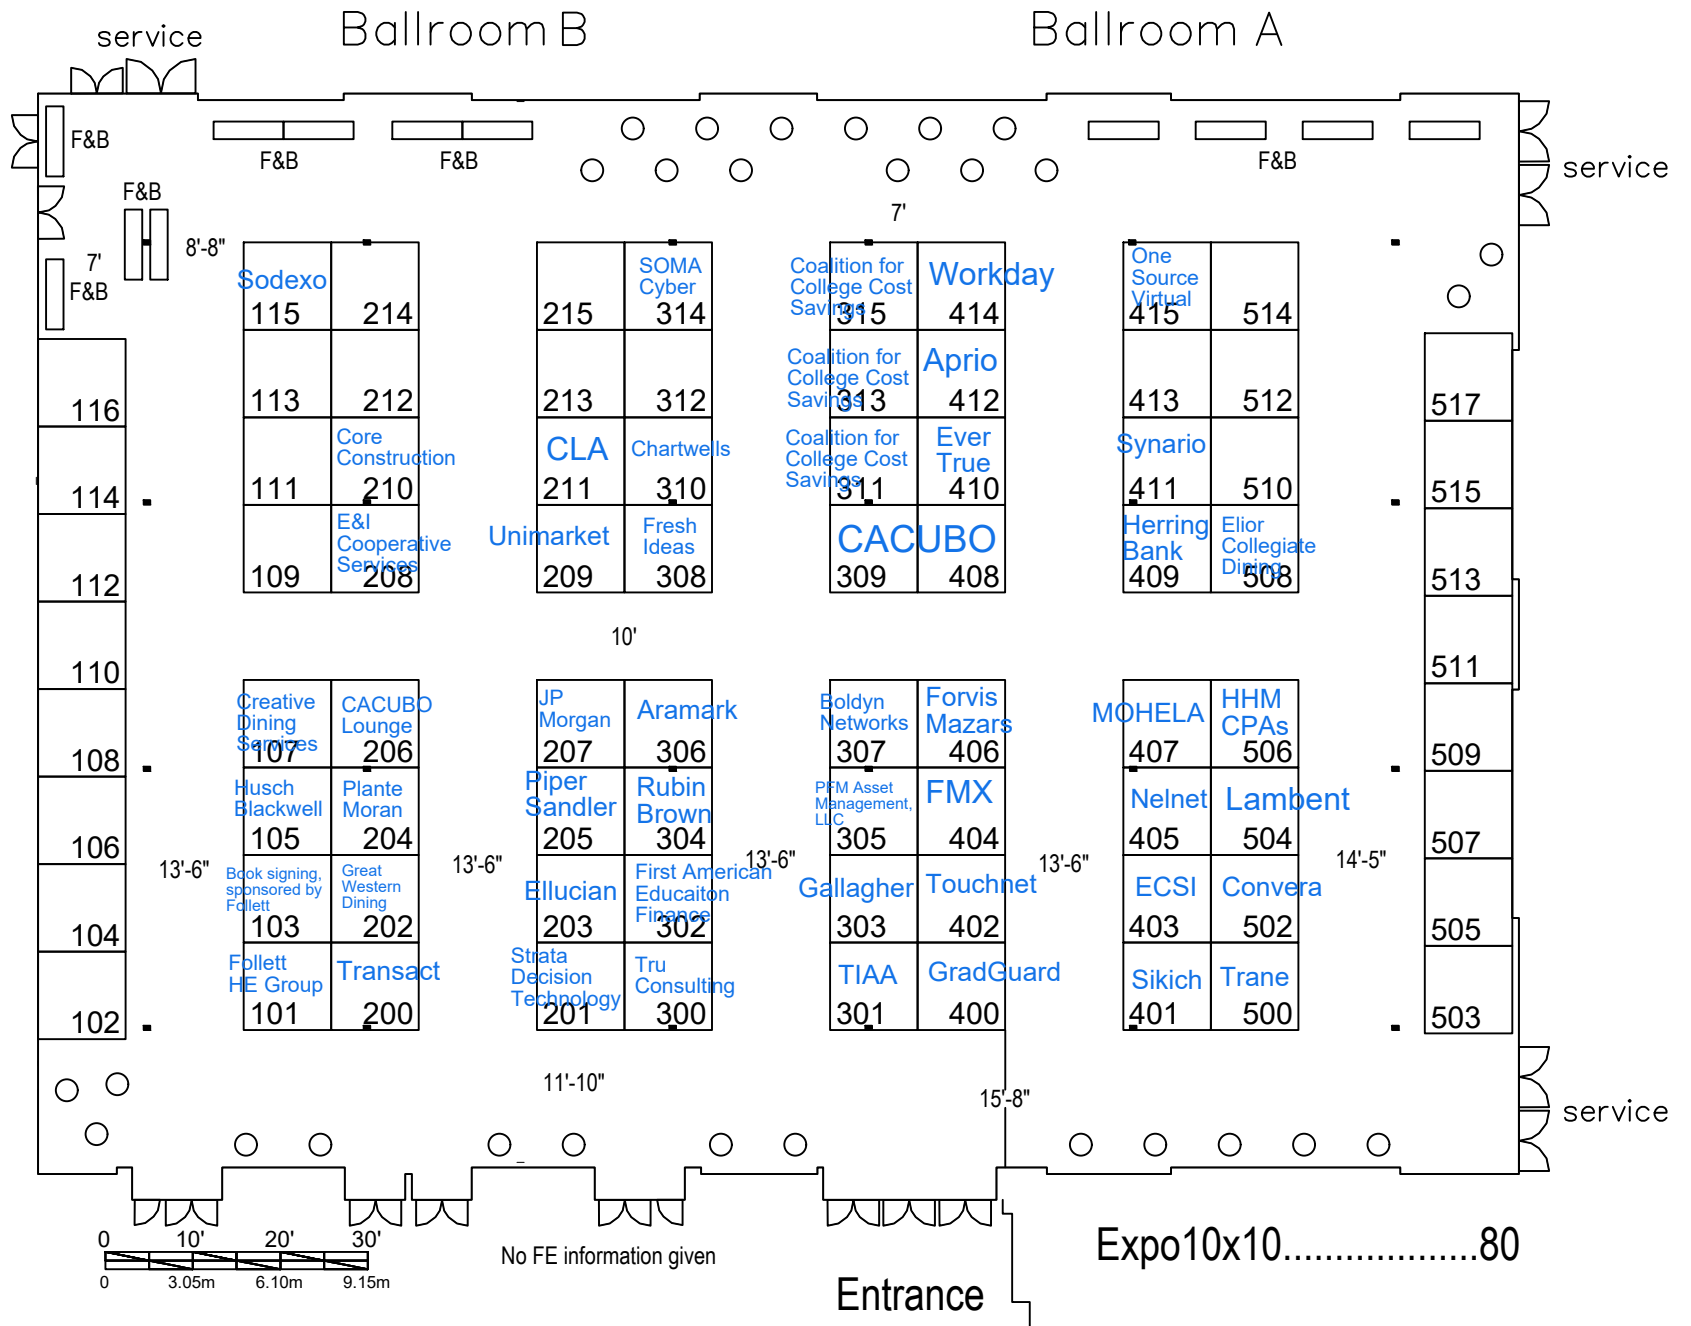 Ballroom B
Ballroom A
service
F&B
F&B
F&B
F&B
service
F&B
7'
8'-8"
7'
F&B
Sodexo
115
214
215
SOMA
Cyber
314
Coalition for
College Cost
Savings
315
Workday
414
One
Source
Virtual
415
514
116
113
212
213
312
Coalition for
College Cost
Savings
313
Aprio
412
413
512
517
114
111
Core
Construction
210
CLA
211
Chartwells
310
Coalition for
College Cost
Savings
311
Ever
True
410
Synario
411
510
515
112
109
E&I
Cooperative
Services
208
Unimarket
209
Fresh
Ideas
308
CACUBO
309
408
Herring
Bank
409
Elior
Collegiate
Dining
508
513
110
10'
511
108
Creative
Dining
Services
107
CACUBO
Lounge
206
JP
Morgan
207
Aramark
306
Boldyn
Networks
307
Forvis
Mazars
406
MOHELA
407
HHM
CPAs
506
509
106
Husch
Blackwell
105
Plante
Moran
204
Piper
Sandler
205
Rubin
Brown
304
PFM Asset
Management,
LLC
305
FMX
404
Nelnet
405
Lambent
504
507
13'-6"
13'-6"
13'-6"
13'-6"
14'-5"
104
Book signing,
sponsored by
Follett
103
Great
Western
Dining
202
Ellucian
203
First American
Educaiton
Finance
302
Gallagher
303
Touchnet
402
ECSI
403
Convera
502
505
102
Follett
HE Group
101
Transact
200
Strata
Decision
Technology
201
Tru
Consulting
300
TIAA
301
GradGuard
400
Sikich
401
Trane
500
503
11'-10"
15'-8"
service
0 10' 20' 30'
0 3.05m 6.10m 9.15m
No FE information given
Entrance
Expo10x10...................80